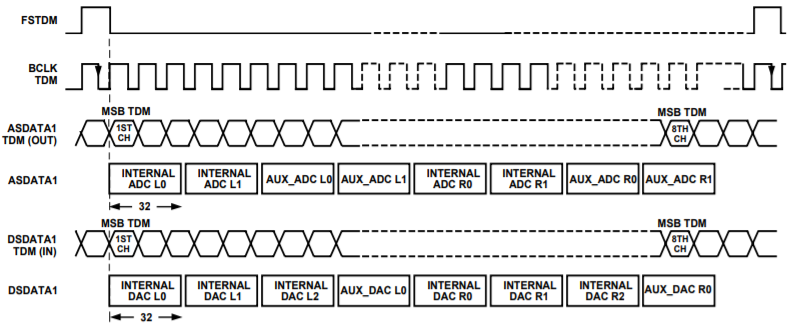 FSTDM
BCLK
TDM
MSB TDM
MSB TDM
ASDATA1
TDM (OUT)
1ST
CH
8TH
CH
ASDATA1
INTERNAL
ADC L0
INTERNAL
ADC L1
AUX_ADC L0
AUX_ADC L1
INTERNAL
ADC R0
INTERNAL
ADC R1
AUX_ADC R0
AUX_ADC R1
32
MSB TDM
MSB TDM
DSDATA1
TDM (IN)
1ST
CH
8TH
CH
DSDATA1
INTERNAL
DAC L0
INTERNAL
DAC L1
INTERNAL
DAC L2
AUX_DAC L0
INTERNAL
DAC R0
INTERNAL
DAC R1
INTERNAL
DAC R2
AUX_DAC R0
32